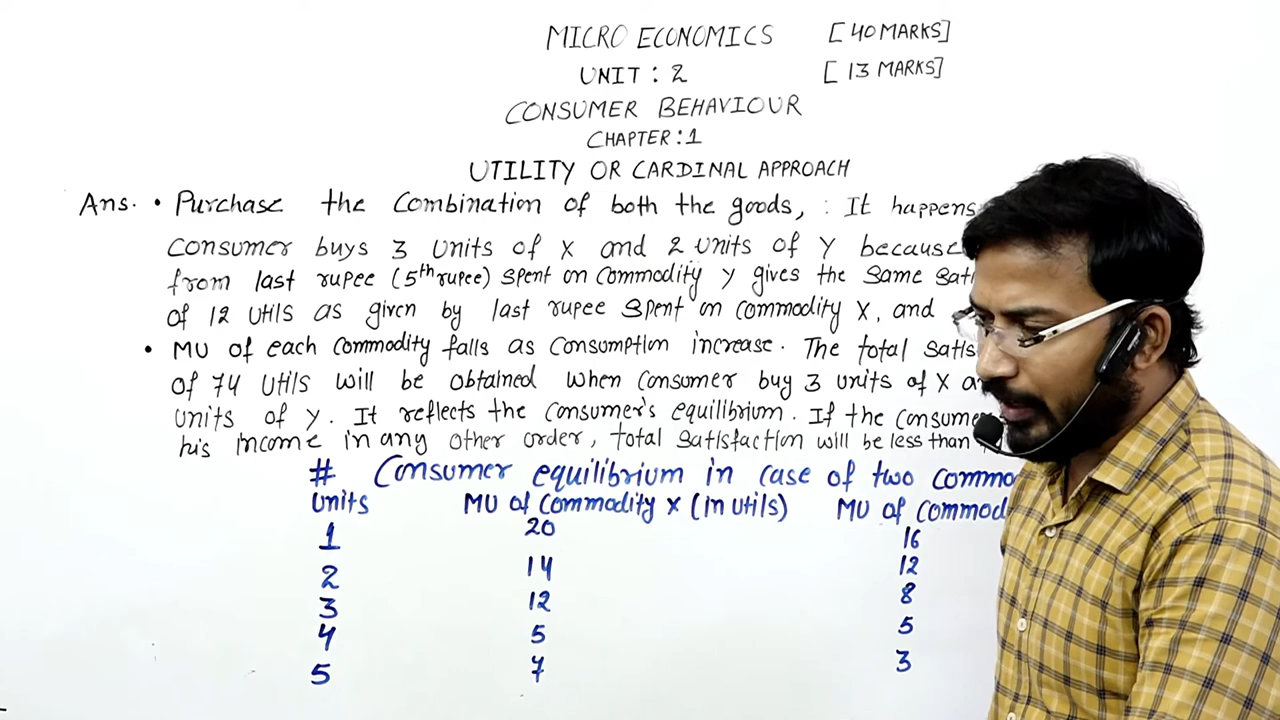 MICRO ECONOMICS [40 MARKS]
UNIT : 2 [13 MARKS]
CONSUMER BEHAVIOUR
CHAPTER : 1
UTILITY OR CARDINAL APPROACH
Ans. • Purchase the Combination of both the goods, : It happens
Consumer buys 3 units of X and 2 units of Y because
from last rupee (5th rupee) spent on Commodity Y gives the Same
of 12 utils as given by last rupee spent on commodity X, and
• MU of each Commodity falls as Consumption increase. The total
of 74 utils will be obtained when Consumer buy 3 units of X
units of Y. It reflects the Consumer's equilibrium. If the
his income in any other order, total satisfaction will be less than
# Consumer equilibrium in case of two
Units MU of Commodity X (in utils) MU of
1 20 16
2 14 12
3 12 8
4 5 5
5 7 3